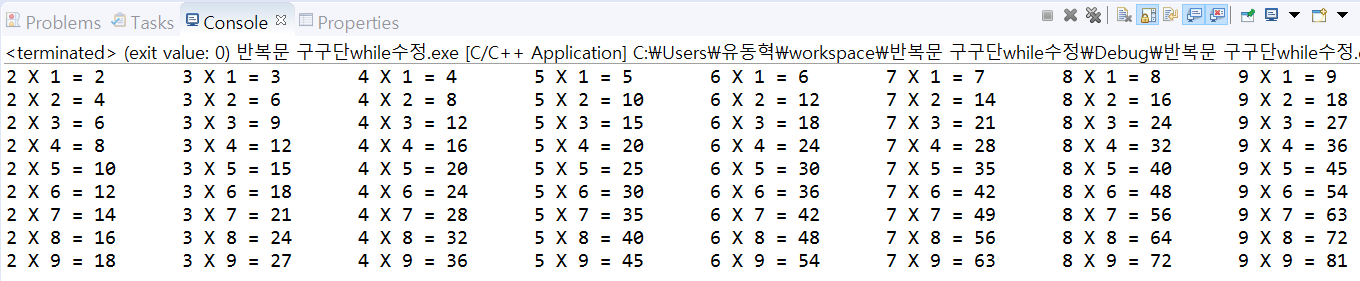 Problems Tasks Console Properties
<terminated> (exit value: 0) 반복문 구구단while수정.exe [C/C++ Application] C:₩Users₩유동혁₩workspace₩반복문 구구단while수정₩Debug₩반복문 구구단while수정.
2 X 1 = 2 3 X 1 = 3 4 X 1 = 4 5 X 1 = 5 6 X 1 = 6 7 X 1 = 7 8 X 1 = 8 9 X 1 = 9
2 X 2 = 4 3 X 2 = 6 4 X 2 = 8 5 X 2 = 10 6 X 2 = 12 7 X 2 = 14 8 X 2 = 16 9 X 2 = 18
2 X 3 = 6 3 X 3 = 9 4 X 3 = 12 5 X 3 = 15 6 X 3 = 18 7 X 3 = 21 8 X 3 = 24 9 X 3 = 27
2 X 4 = 8 3 X 4 = 12 4 X 4 = 16 5 X 4 = 20 6 X 4 = 24 7 X 4 = 28 8 X 4 = 32 9 X 4 = 36
2 X 5 = 10 3 X 5 = 15 4 X 5 = 20 5 X 5 = 25 6 X 5 = 30 7 X 5 = 35 8 X 5 = 40 9 X 5 = 45
2 X 6 = 12 3 X 6 = 18 4 X 6 = 24 5 X 6 = 30 6 X 6 = 36 7 X 6 = 42 8 X 6 = 48 9 X 6 = 54
2 X 7 = 14 3 X 7 = 21 4 X 7 = 28 5 X 7 = 35 6 X 7 = 42 7 X 7 = 49 8 X 7 = 56 9 X 7 = 63
2 X 8 = 16 3 X 8 = 24 4 X 8 = 32 5 X 8 = 40 6 X 8 = 48 7 X 8 = 56 8 X 8 = 64 9 X 8 = 72
2 X 9 = 18 3 X 9 = 27 4 X 9 = 36 5 X 9 = 45 6 X 9 = 54 7 X 9 = 63 8 X 9 = 72 9 X 9 = 81